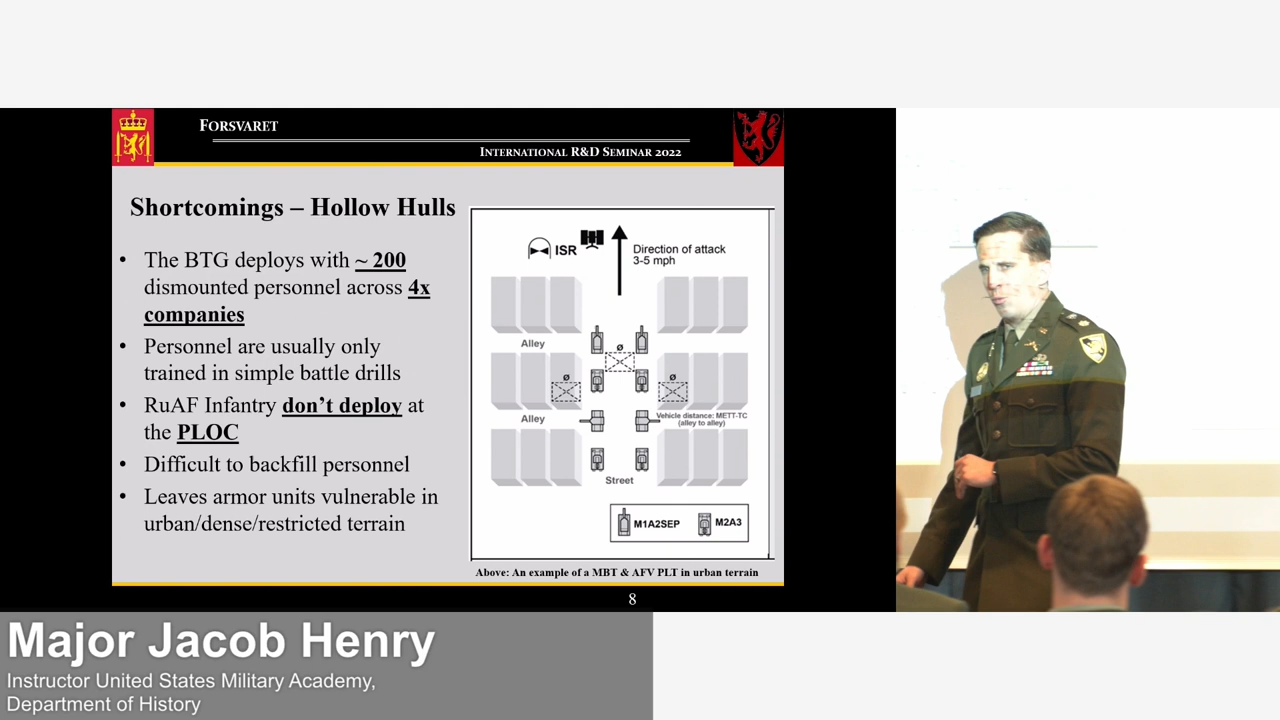 FORSVARET
INTERNATIONAL R&D SEMINAR 2022
Shortcomings – Hollow Hulls
• The BTG deploys with ~ 200
dismounted personnel across 4x
companies
• Personnel are usually only
trained in simple battle drills
• RuAF Infantry don’t deploy at
the PLOC
• Difficult to backfill personnel
• Leaves armor units vulnerable in
urban/dense/restricted terrain
ISR
Direction of attack
3-5 mph
Alley
ø
ø
ø
Alley
Vehicle distance: METT-TC
(alley to alley)
Street
M1A2SEP
M2A3
Above: An example of a MBT & AFV PLT in urban terrain
8
Major Jacob Henry
Instructor United States Military Academy,
Department of History